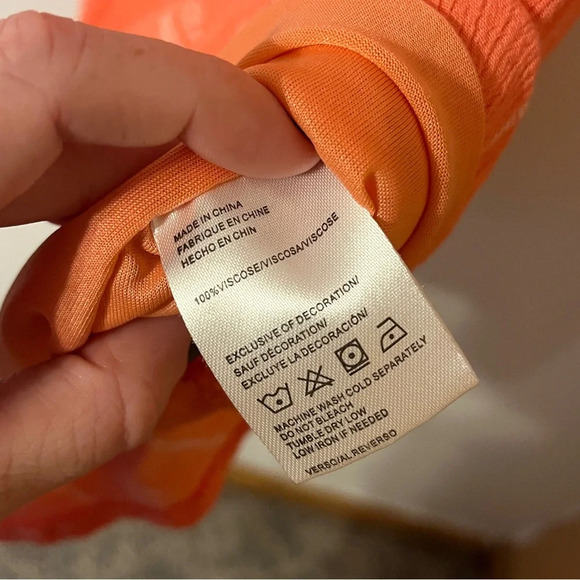 MADE IN CHINA
FABRIQUE EN CHINE
HECHO EN CHIN
100%VISCOSE/VISCOSA/VISCOSE
EXCLUSIVE OF DECORATION/
SAUF DÉCORATION/
EXCLUYE LA DECORACIÓN/
MACHINE WASH COLD SEPARATELY
DO NOT BLEACH
TUMBLE DRY LOW
LOW IRON IF NEEDED
VERSO/AL REVERSO